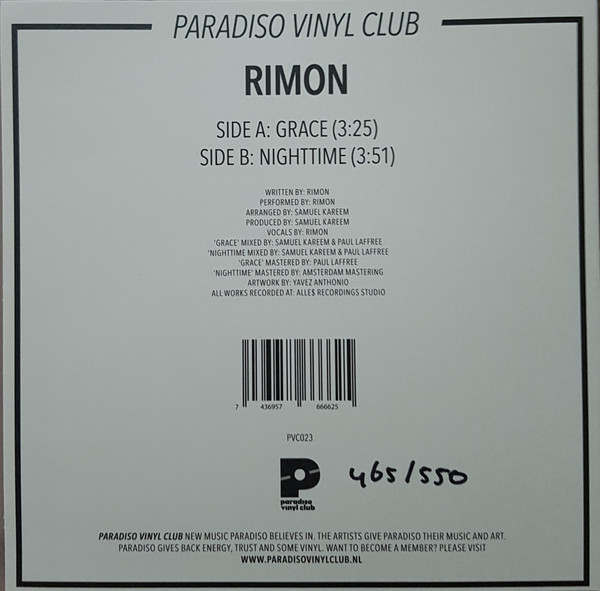 PARADISO VINYL CLUB
RIMON
SIDE A: GRACE (3:25)
SIDE B: NIGHTTIME (3:51)
WRITTEN BY: RIMON
PERFORMED BY: RIMON
ARRANGED BY: SAMUEL KAREEM
PRODUCED BY: SAMUEL KAREEM
VOCALS BY: RIMON
'GRACE' MIXED BY: SAMUEL KAREEM & PAUL LAFFREE
'NIGHTTIME MIXED BY: SAMUEL KAREEM & PAUL LAFFREE
'GRACE' MASTERED BY: PAUL LAFFREE
'NIGHTTIME' MASTERED BY: AMSTERDAM MASTERING
ARTWORK BY: YAVEZ ANTHONIO
ALL WORKS RECORDED AT: ALLE$ RECORDINGS STUDIO
7 436957 666625
PVC023
P
paradiso
vinyl club
465/550
PARADISO VINYL CLUB NEW MUSIC PARADISO BELIEVES IN. THE ARTISTS GIVE PARADISO THEIR MUSIC AND ART.
PARADISO GIVES BACK ENERGY, TRUST AND SOME VINYL. WANT TO BECOME A MEMBER? PLEASE VISIT
WWW.PARADISOVINYLCLUB.NL